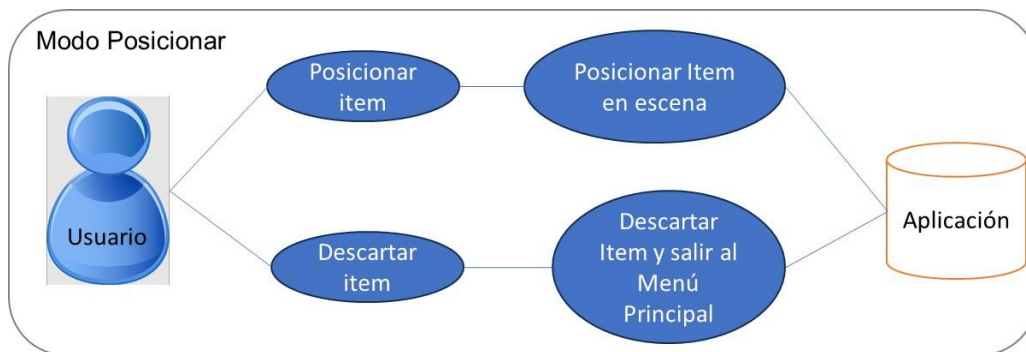 Modo Posicionar
Posicionar
item
Posicionar Item
en escena
Usuario
Descartar
item
Descartar
Item y salir al
Menú
Principal
Aplicación